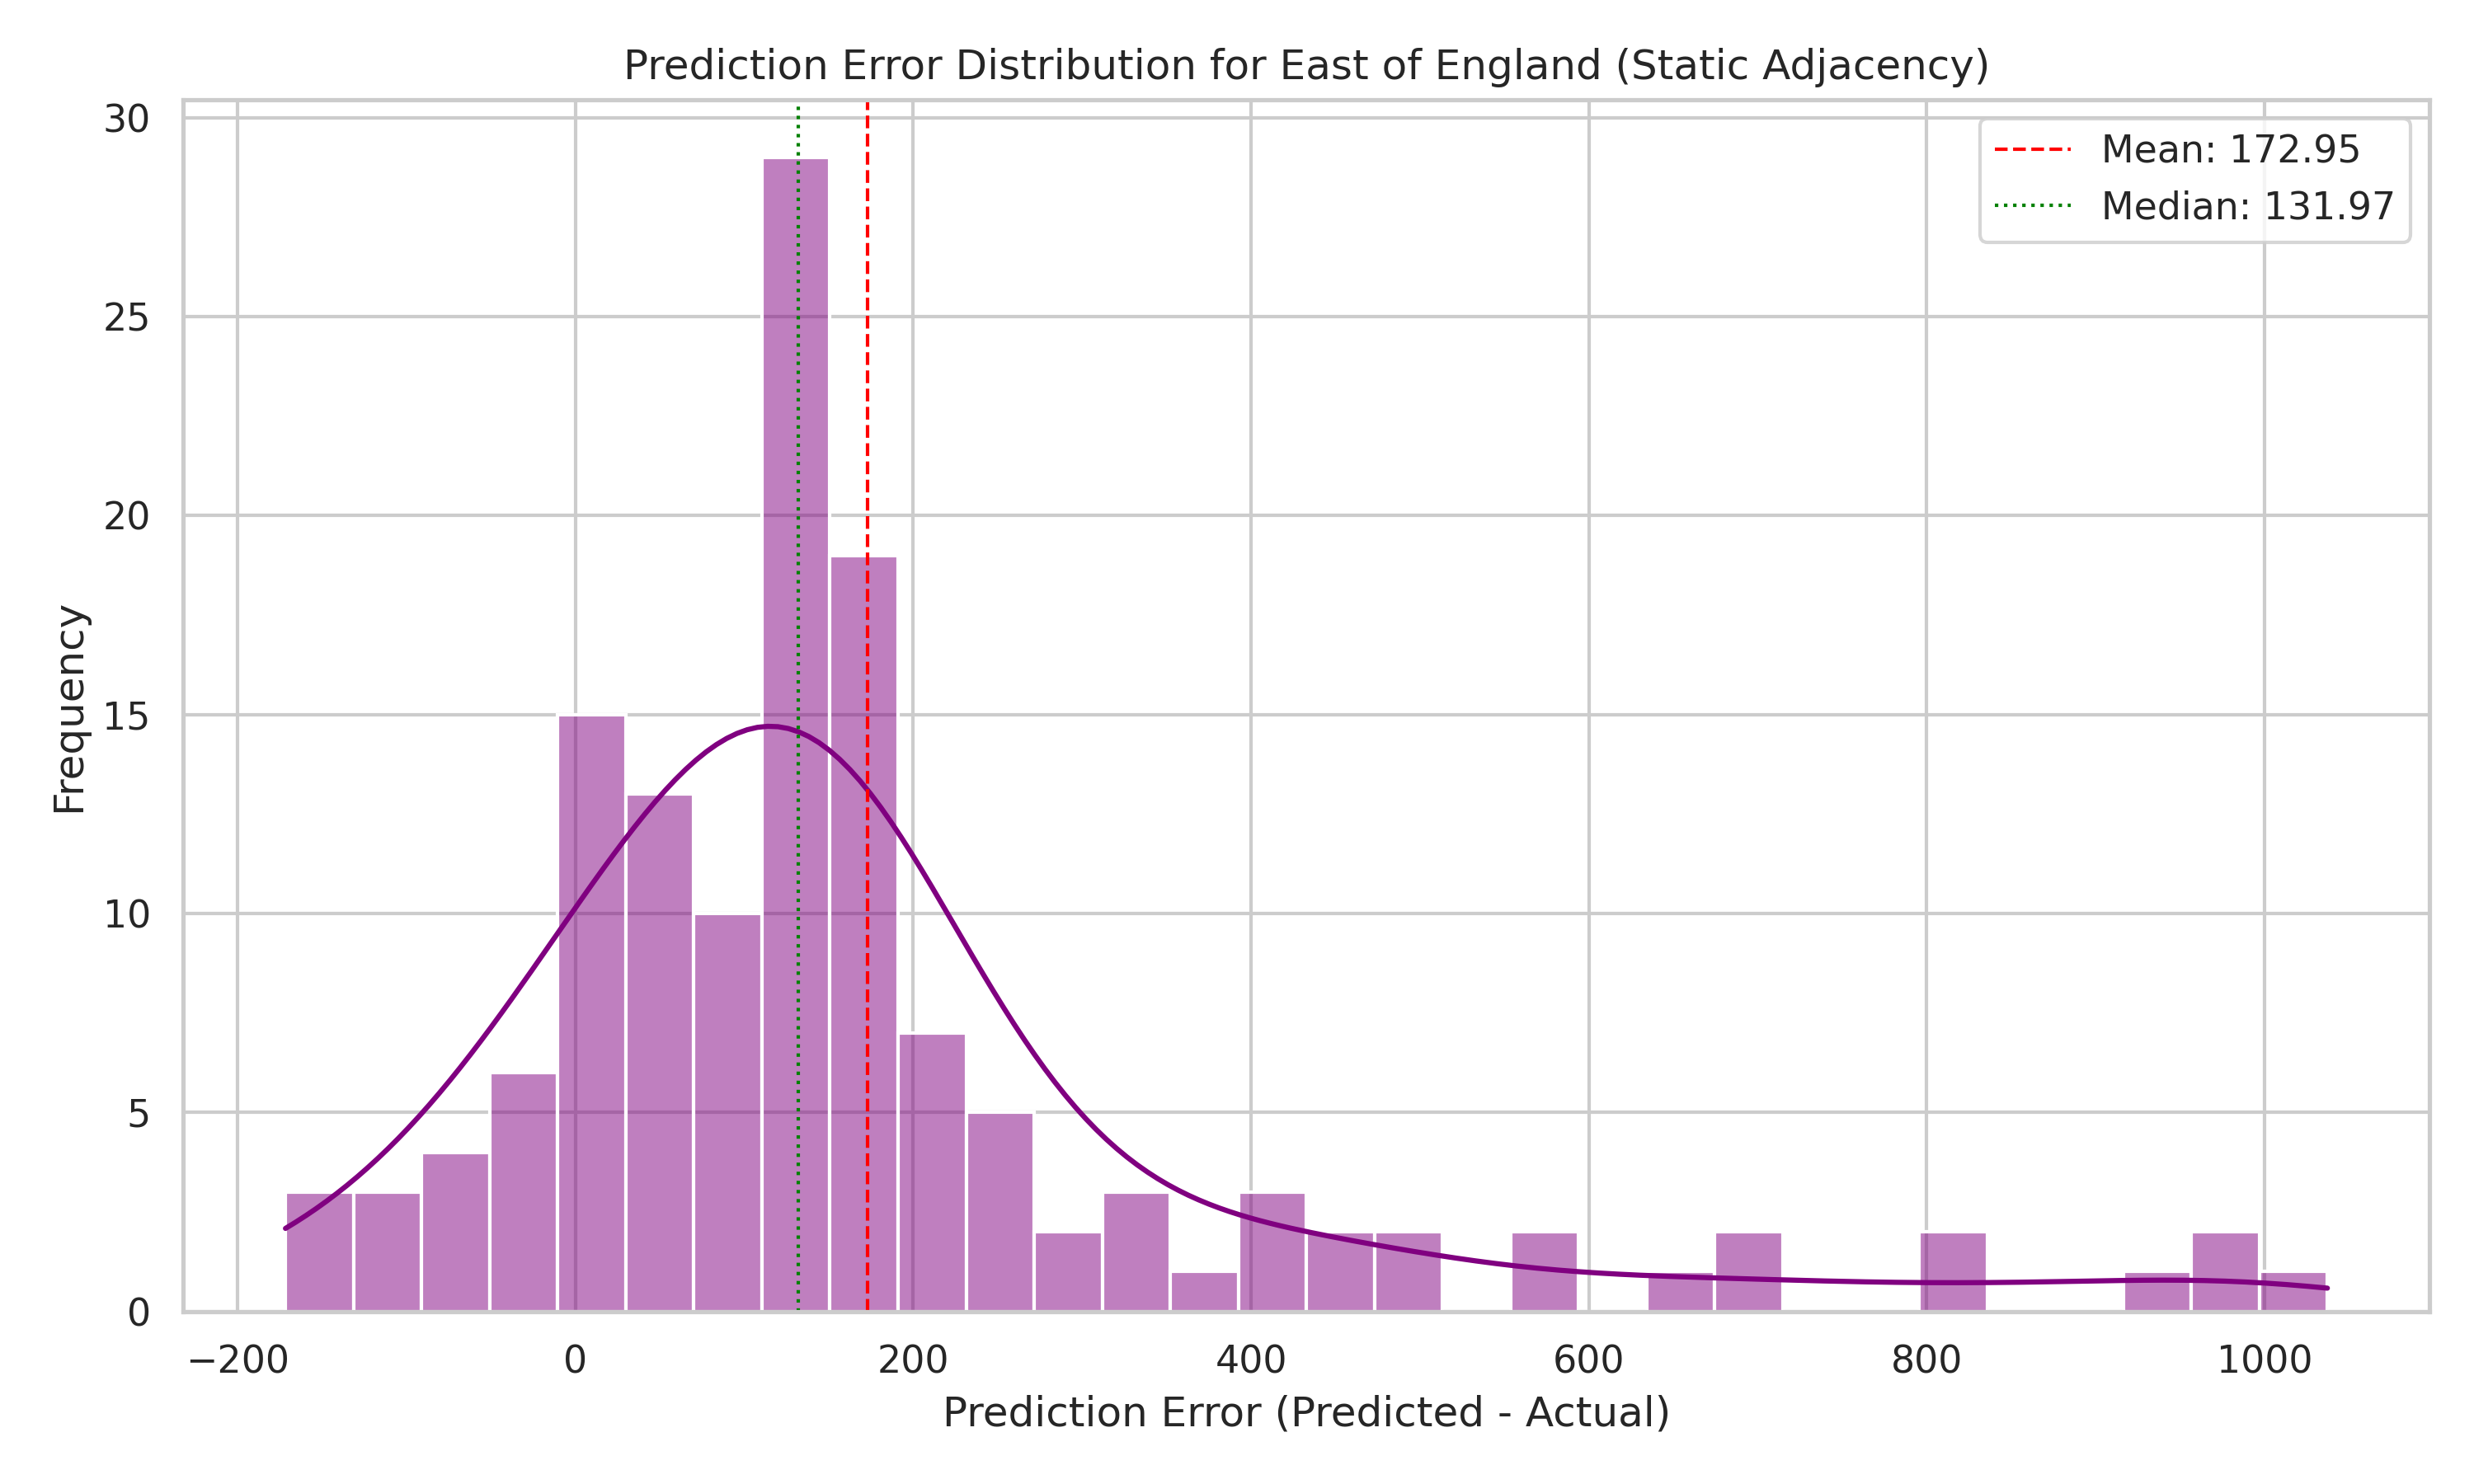 Prediction Error Distribution for East of England (Static Adjacency)
Mean: 172.95
Median: 131.97
Frequency
30
25
20
15
10
5
0
−200 0 200 400 600 800 1000
Prediction Error (Predicted - Actual)